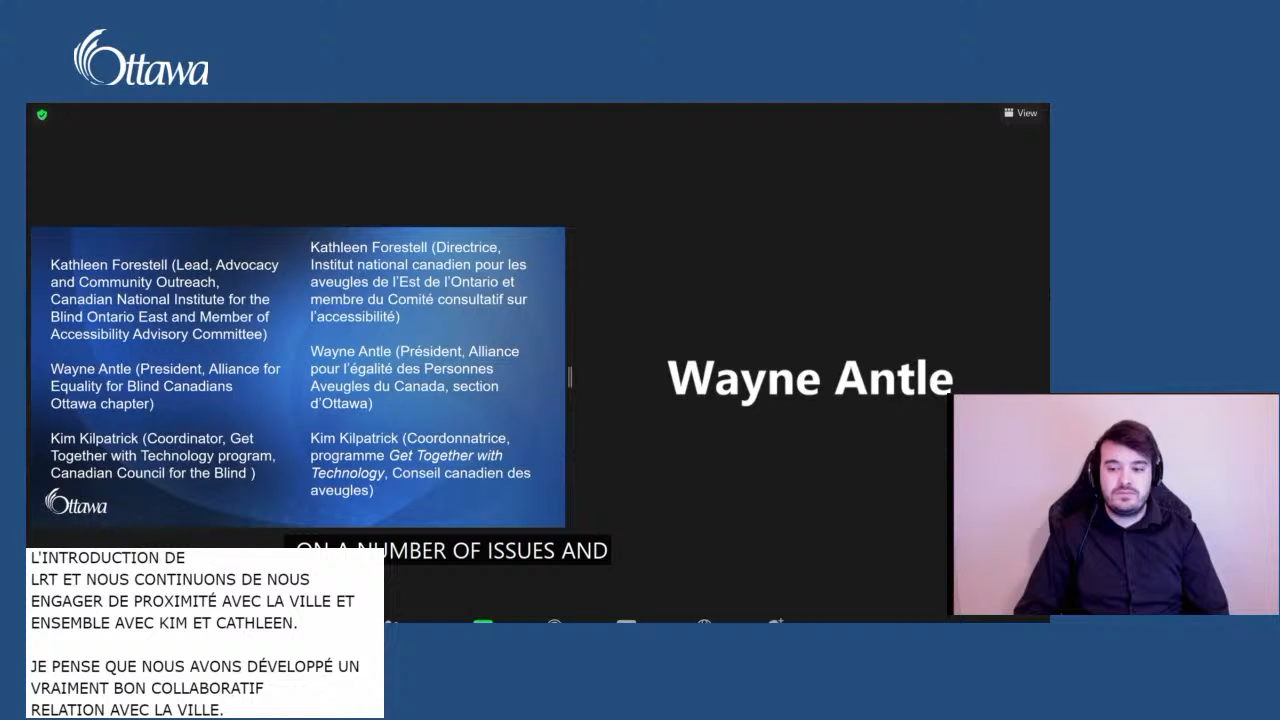 Ottawa
View
Kathleen Forestell (Lead, Advocacy
and Community Outreach,
Canadian National Institute for the
Blind Ontario East and Member of
Accessibility Advisory Committee)
Wayne Antle (President, Alliance for
Equality for Blind Canadians
Ottawa chapter)
Kim Kilpatrick (Coordinator, Get
Together with Technology program,
Canadian Council for the Blind )
Ottawa
Kathleen Forestell (Directrice,
Institut national canadien pour les
aveugles de l'Est de l'Ontario et
membre du Comité consultatif sur
l'accessibilité)
Wayne Antle (Président, Alliance
pour l'égalité des Personnes
Aveugles du Canada, section
d'Ottawa)
Kim Kilpatrick (Coordonnatrice,
programme Get Together with
Technology, Conseil canadien des
aveugles)
Wayne Antle
ON A NUMBER OF ISSUES AND
L'INTRODUCTION DE
LRT ET NOUS CONTINUONS DE NOUS
ENGAGER DE PROXIMITÉ AVEC LA VILLE ET
ENSEMBLE AVEC KIM ET CATHLEEN.
JE PENSE QUE NOUS AVONS DÉVELOPPÉ UN
VRAIMENT BON COLLABORATIF
RELATION AVEC LA VILLE.